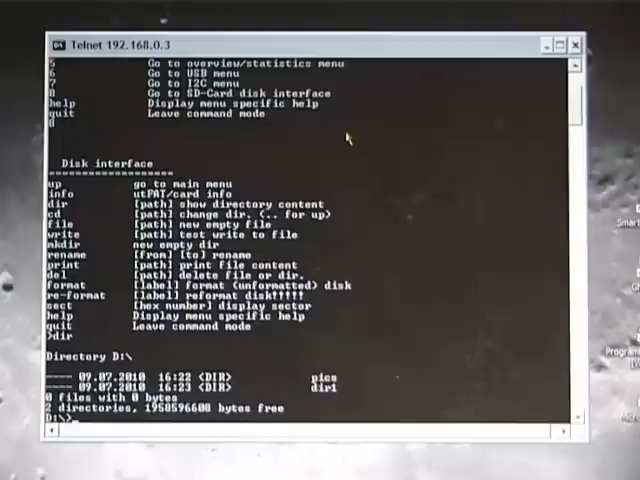 Telnet 192.168.0.3
5 Go to overview/statistics menu
6 Go to USB menu
7 Go to I2C menu
8 Go to SD-Card disk interface
help Display menu specific help
quit Leave command mode
8
Disk interface
--------------------
up go to main menu
info utFAT/card info
dir [path] show directory content
cd [path] change dir. (.. for up)
file [path] new empty file
write [path] test write to file
mkdir new empty dir
rename [from] [to] rename
print [path] print file content
del [path] delete file or dir.
format [label] format (unformatted) disk
re-format [label] reformat disk!!!!!
sect [hex number] display sector
help Display menu specific help
quit Leave command mode
>dir
Directory D:\
---- 09.07.2010 16:22 <DIR> pics
---- 09.07.2010 16:23 <DIR> dir1
0 files with 0 bytes
2 directories, 1950596608 bytes free
D:\>_
Smart
Program